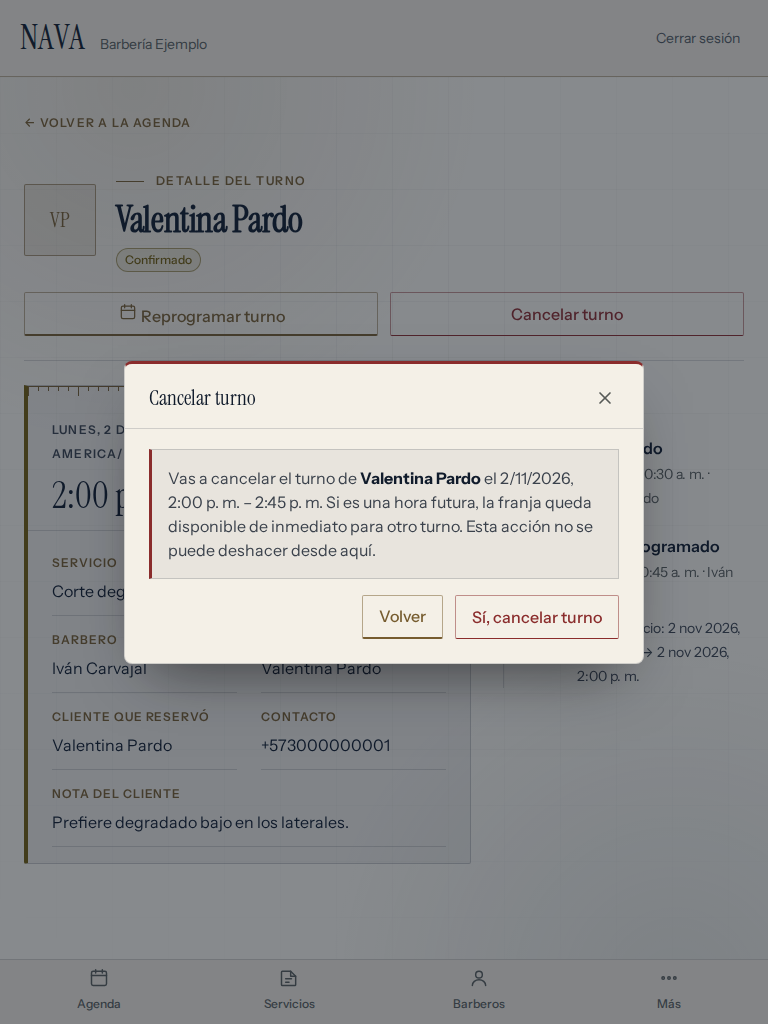 NAVA Barbería Ejemplo
Cerrar sesión
← VOLVER A LA AGENDA
DETALLE DEL TURNO
VP
Valentina Pardo
Confirmado
Reprogramar turno
Cancelar turno
Cancelar turno
Vas a cancelar el turno de Valentina Pardo el 2/11/2026,
2:00 p. m. – 2:45 p. m. Si es una hora futura, la franja queda
disponible de inmediato para otro turno. Esta acción no se
puede deshacer desde aquí.
Volver
Sí, cancelar turno
LUNES, 2 D
AMERICA/
2:00 p
SERVICIO
Corte deg
BARBERO
Iván Carvajal
Valentina Pardo
CLIENTE QUE RESERVÓ
Valentina Pardo
CONTACTO
+573000000001
NOTA DEL CLIENTE
Prefiere degradado bajo en los laterales.
do
0:30 a. m. ·
do
ogramado
0:45 a. m. · Iván
cio: 2 nov 2026,
→ 2 nov 2026,
2:00 p. m.
Agenda
Servicios
Barberos
Más